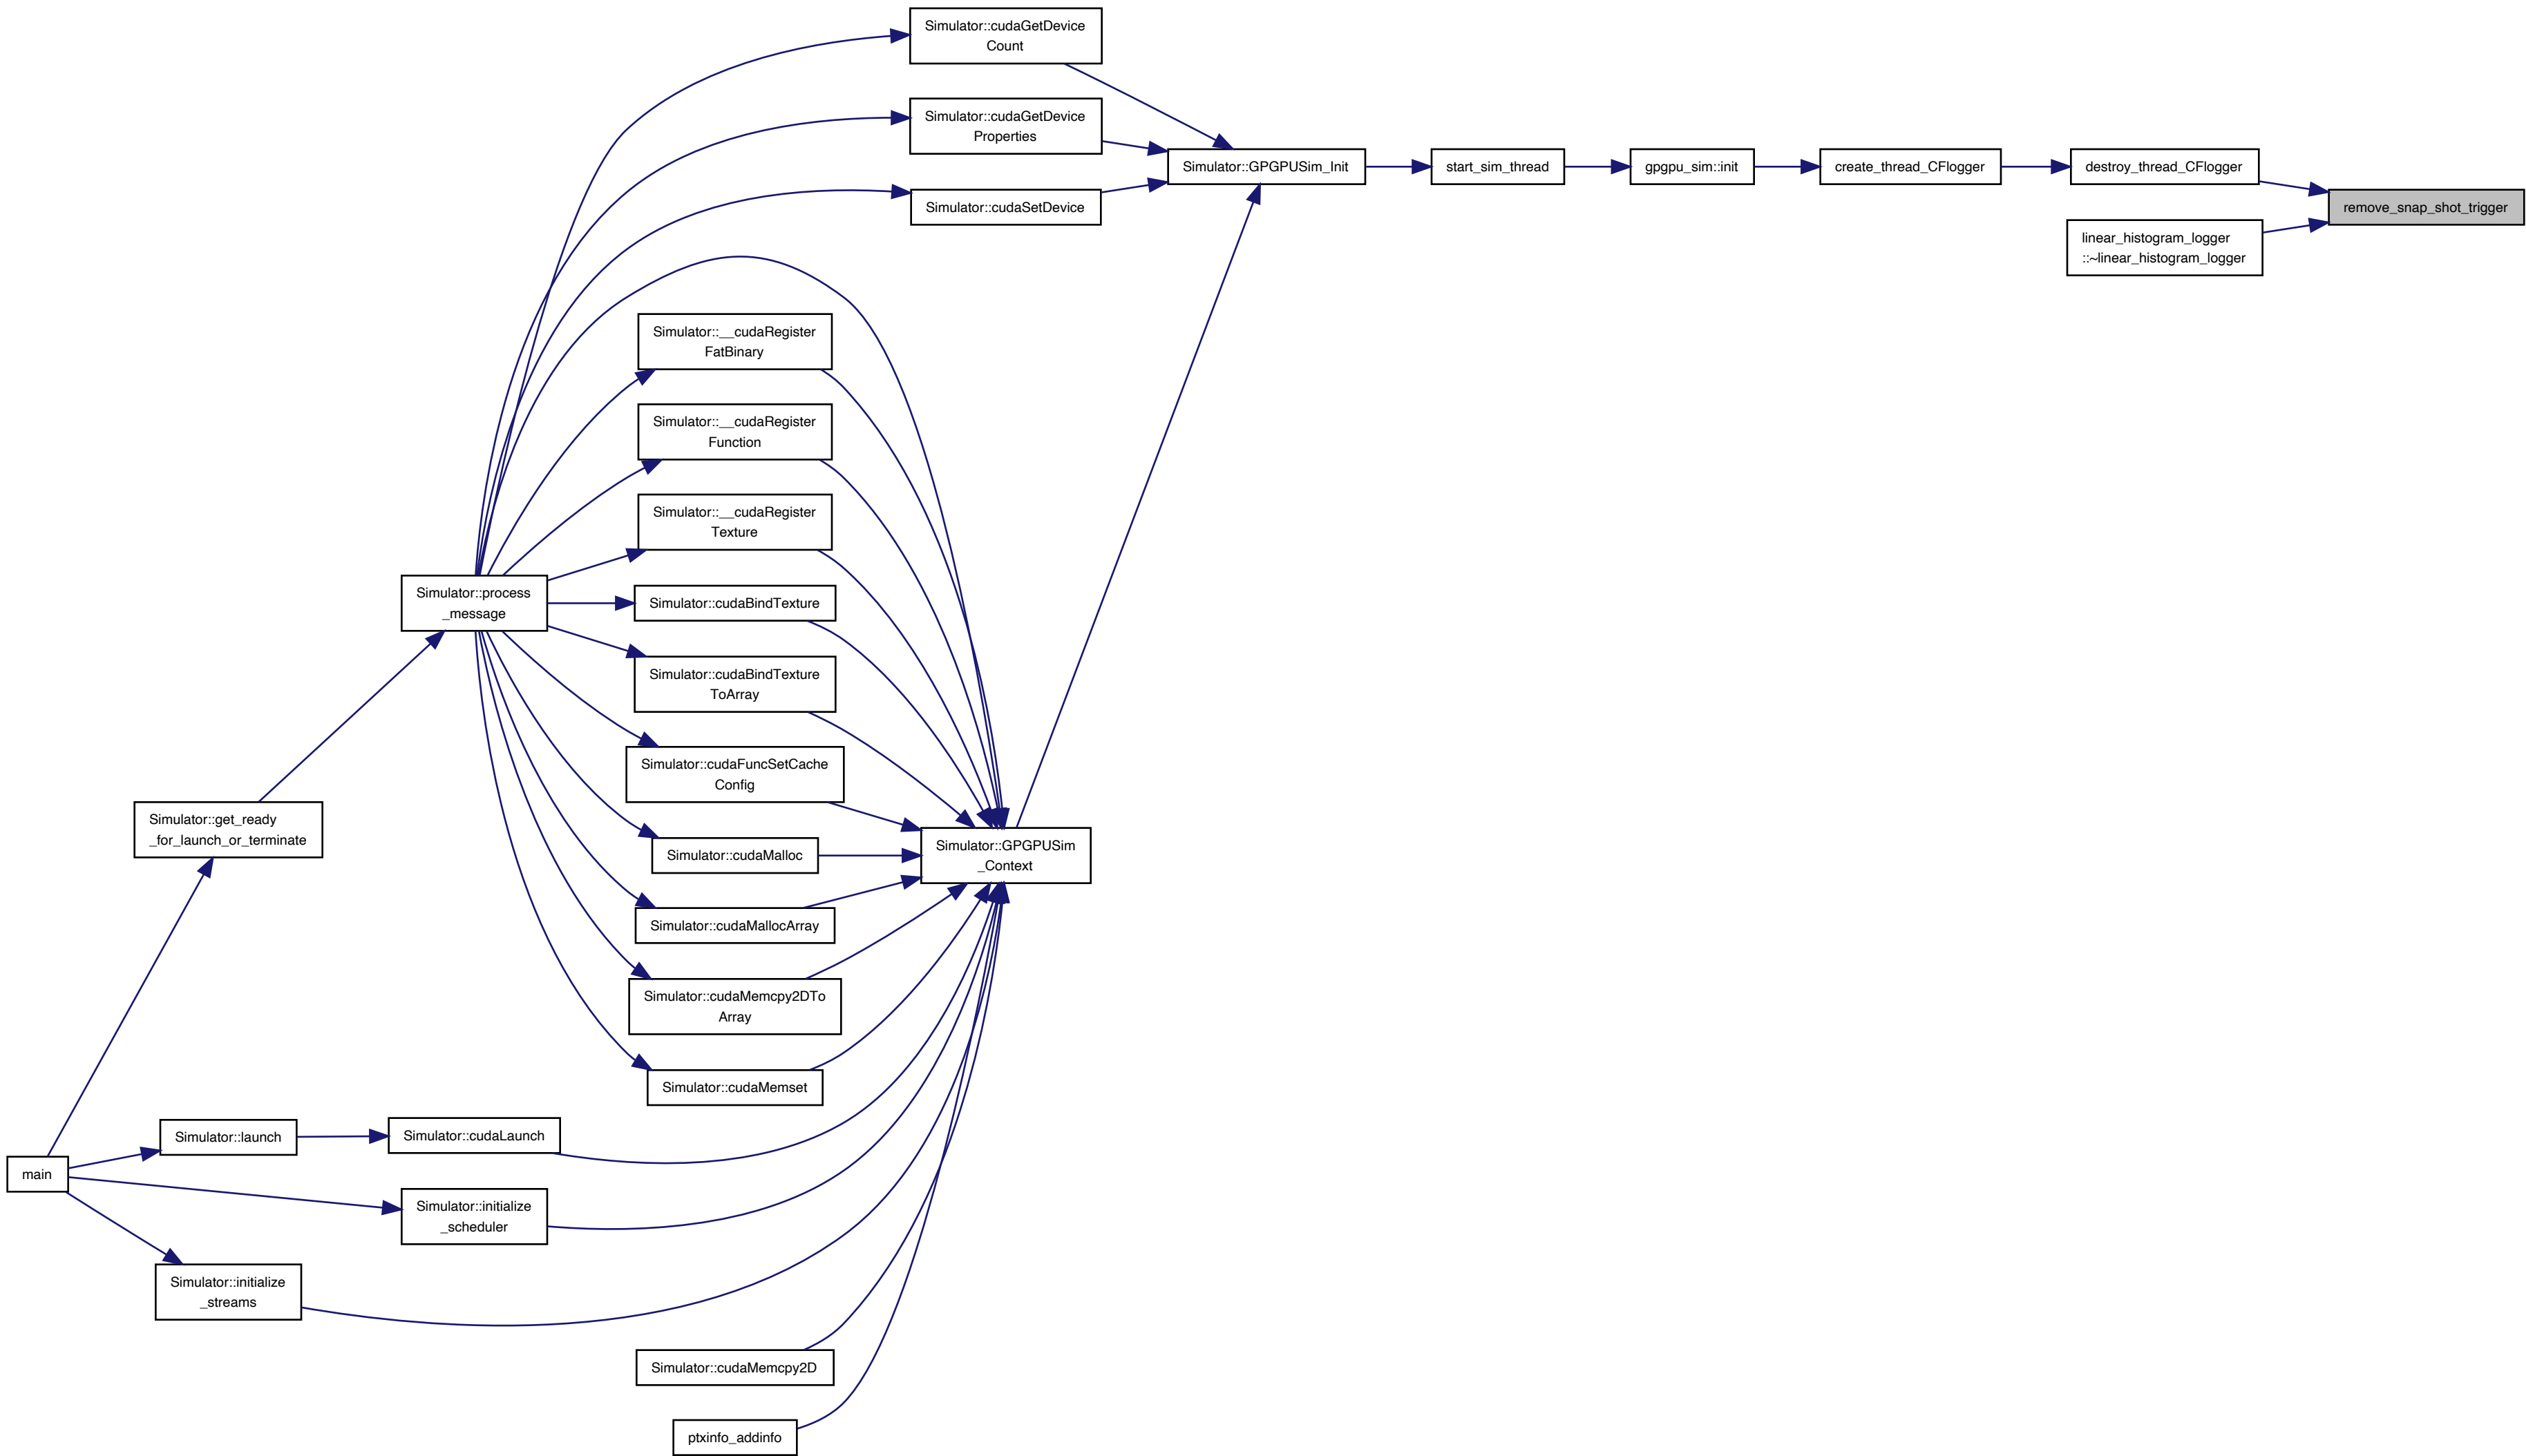 Simulator::cudaGetDevice
Count
Simulator::cudaGetDevice
Properties
Simulator::GPGPUSim_Init
start_sim_thread
gpgpu_sim::init
create_thread_CFlogger
destroy_thread_CFlogger
Simulator::cudaSetDevice
remove_snap_shot_trigger
linear_histogram_logger
::~linear_histogram_logger
Simulator::__cudaRegister
FatBinary
Simulator::__cudaRegister
Function
Simulator::__cudaRegister
Texture
Simulator::process
_message
Simulator::cudaBindTexture
Simulator::cudaBindTexture
ToArray
Simulator::cudaFuncSetCache
Config
Simulator::get_ready
_for_launch_or_terminate
Simulator::cudaMalloc
Simulator::GPGPUSim
_Context
Simulator::cudaMallocArray
Simulator::cudaMemcpy2DTo
Array
Simulator::cudaMemset
Simulator::launch
Simulator::cudaLaunch
main
Simulator::initialize
_scheduler
Simulator::initialize
_streams
Simulator::cudaMemcpy2D
ptxinfo_addinfo